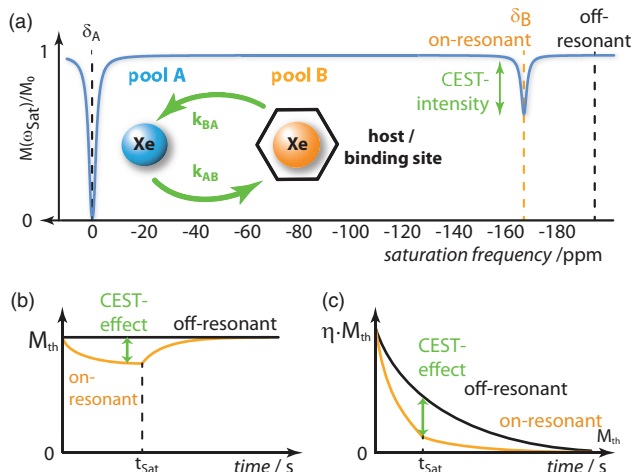 (a)
δA
δB
off-
resonant
on-resonant
1
M(ωSat)/M₀
0
pool A
pool B
CEST-
intensity
kBA
Xe
Xe
host /
binding site
kAB
0 -20 -40 -60 -80 -100 -120 -140 -160 -180
saturation frequency /ppm
(b)
CEST-
effect
off-resonant
Mth
on-
resonant
0
tSat
time / s
(c)
η·Mth
CEST-
effect
off-resonant
on-resonant
Mth
0
tSat
time / s